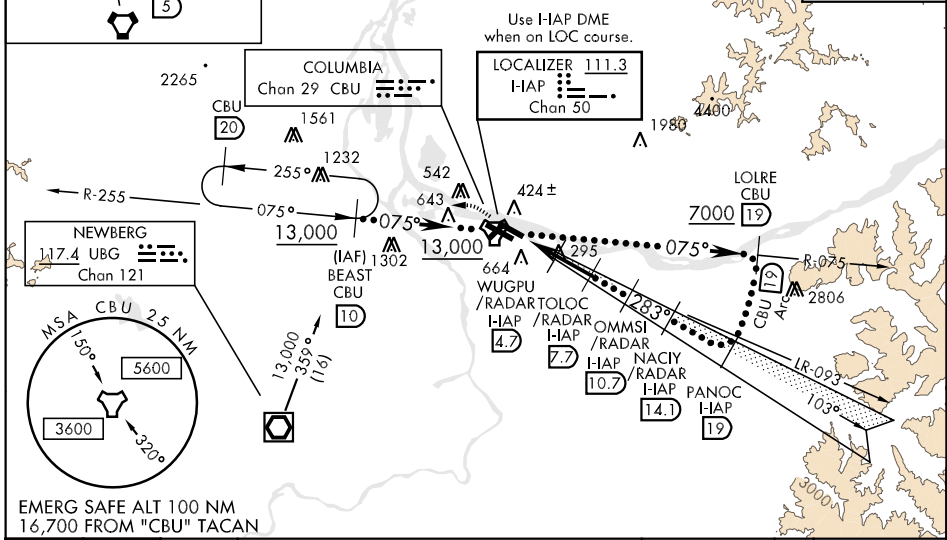 5
Use I-IAP DME
when on LOC course.
COLUMBIA
Chan 29 CBU
LOCALIZER 111.3
I-IAP
Chan 50
2265
CBU
20
1561
1232
255°
R-255
075°
13,000
(IAF)
BEAST
CBU
10
1302
542
643
075°
13,000
424 ±
1980
4400
LOLRE
CBU
19
7000
075°
R-075
CBU 19
Arc
2806
295
664
NEWBERG
117.4 UBG
Chan 121
WUGPU
/RADAR
I-IAP
4.7
TOLOC
/RADAR
I-IAP
7.7
OMMSI
/RADAR
I-IAP
10.7
NACIY
/RADAR
I-IAP
14.1
PANOC
I-IAP
19
283°
LR-093
103°
3000
13,000
359°
(16)
MSA CBU 25 NM
150°
5600
3600
320°
EMERG SAFE ALT 100 NM
16,700 FROM "CBU" TACAN